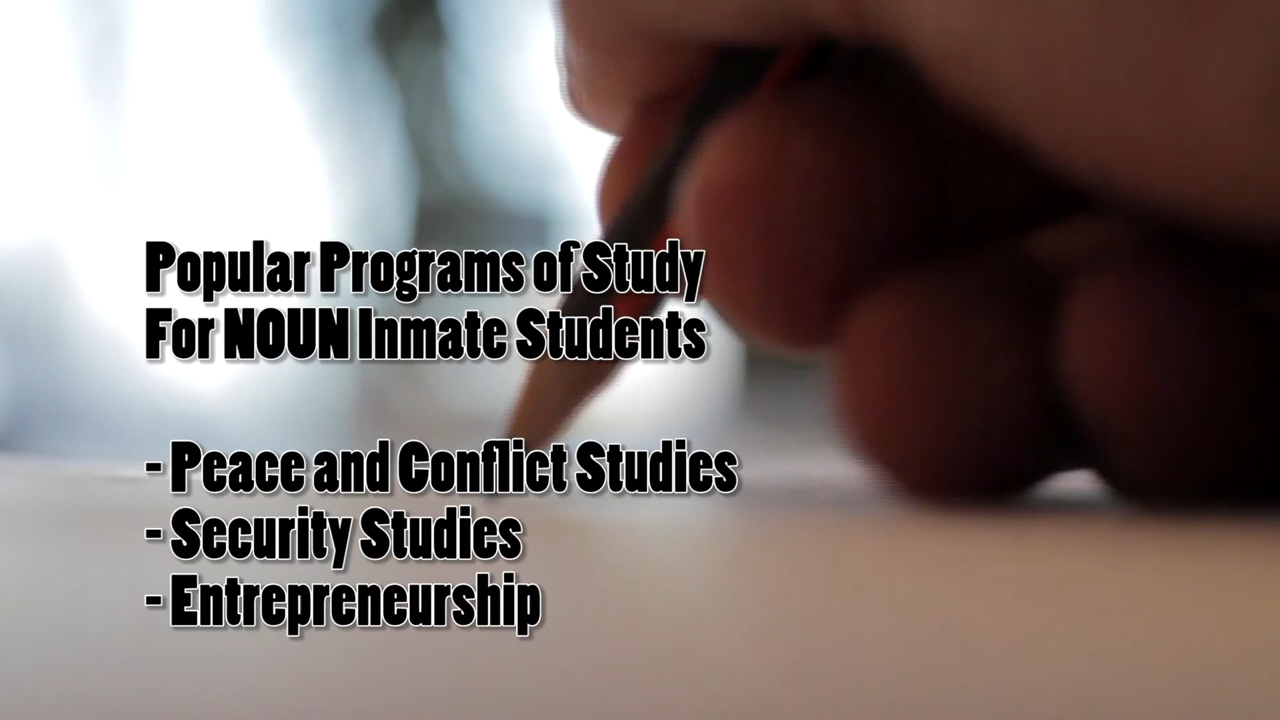 Popular Programs of Study
For NOUN Inmate Students
- Peace and Conflict Studies
- Security Studies
- Entrepreneurship